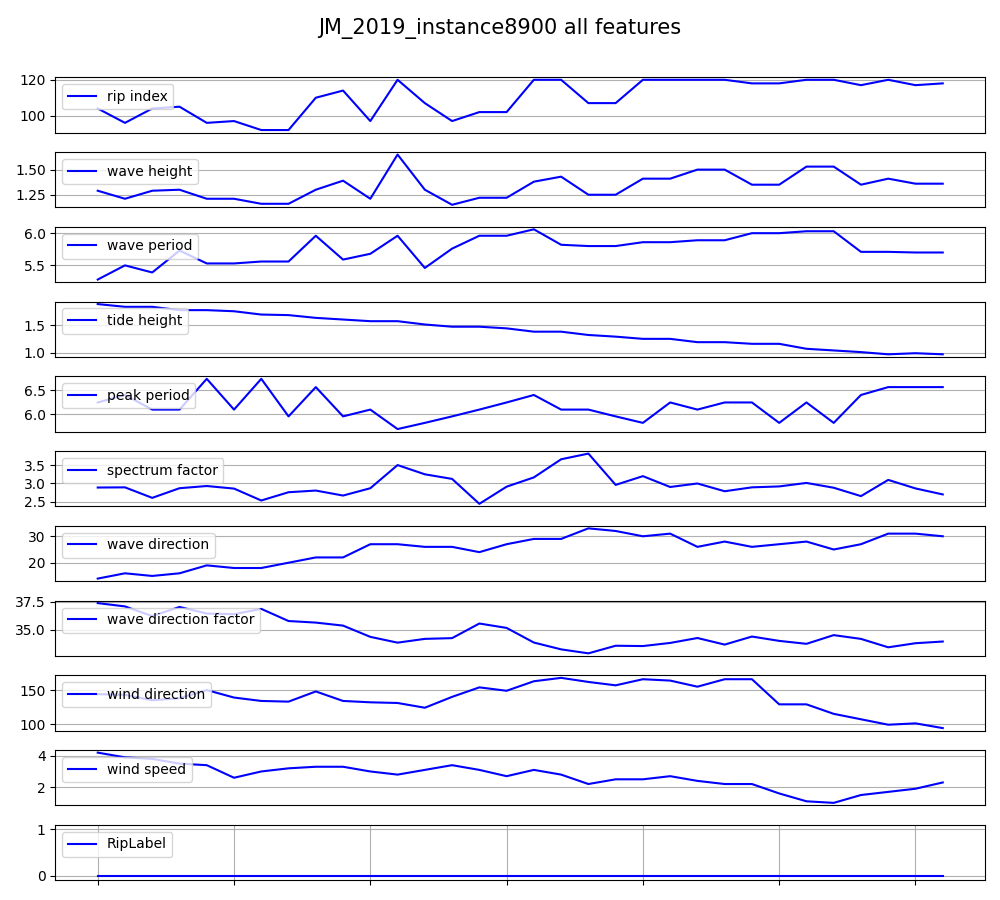 JM_2019_instance8900 all features
120
100
rip index
1.50
1.25
wave height
6.0
5.5
wave period
1.5
1.0
tide height
6.5
6.0
peak period
3.5
3.0
2.5
spectrum factor
30
20
wave direction
37.5
35.0
wave direction factor
150
100
wind direction
4
2
wind speed
1
0
RipLabel